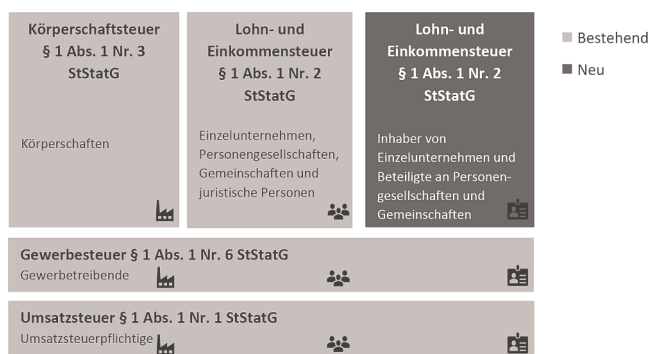 Körperschaftsteuer
§ 1 Abs. 1 Nr. 3
StStatG
Körperschaften
Lohn- und
Einkommensteuer
§ 1 Abs. 1 Nr. 2
StStatG
Einzelunternehmen,
Personengesellschaften,
Gemeinschaften und
juristische Personen
Lohn- und
Einkommensteuer
§ 1 Abs. 1 Nr. 2
StStatG
Inhaber von
Einzelunternehmen und
Beteiligte an Personen-
gesellschaften und
Gemeinschaften
Bestehend
Neu
Gewerbesteuer § 1 Abs. 1 Nr. 6 StStatG
Gewerbetreibende
Umsatzsteuer § 1 Abs. 1 Nr. 1 StStatG
Umsatzsteuerpflichtige